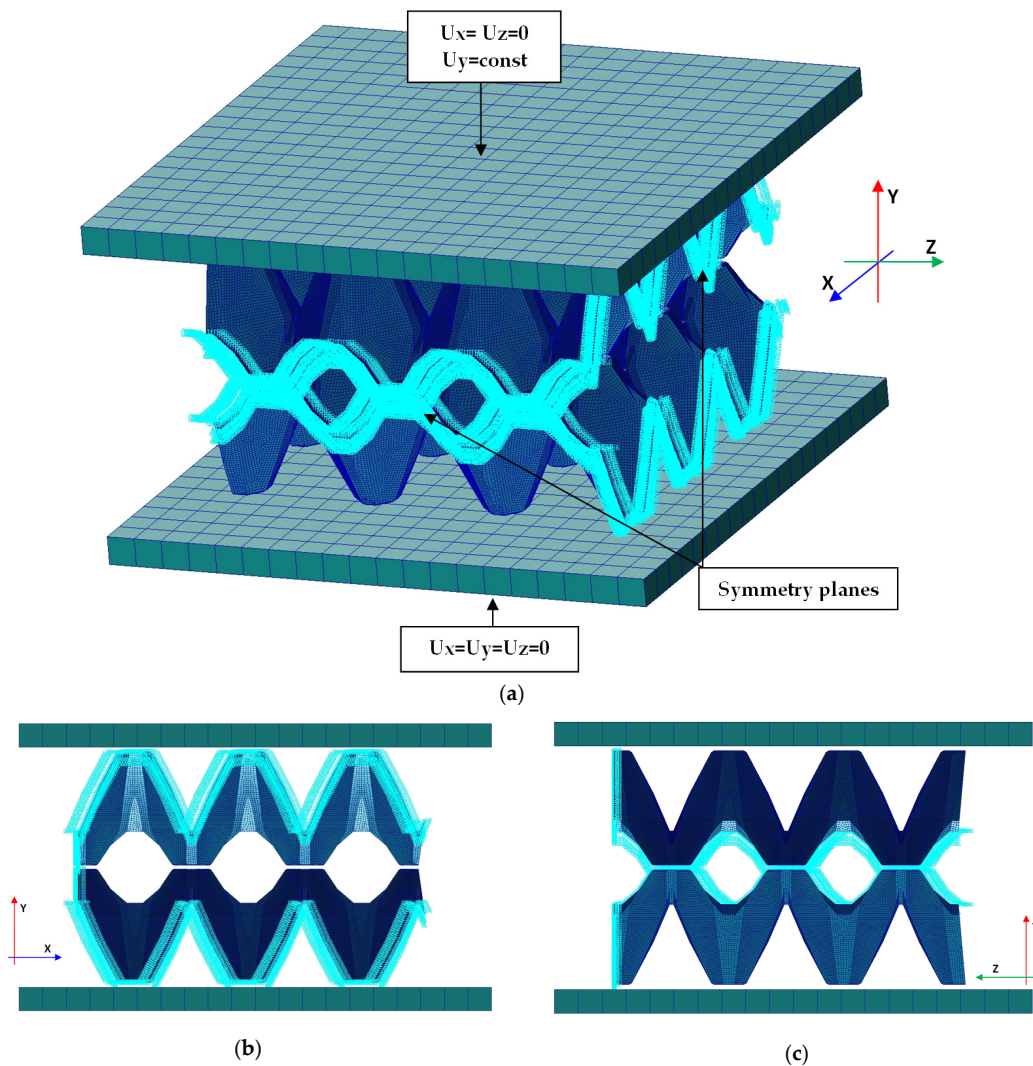 Ux= Uz=0
Uy=const
Y
Z
X
Symmetry planes
Ux=Uy=Uz=0
(a)
Y
X
Z
(b)
(c)